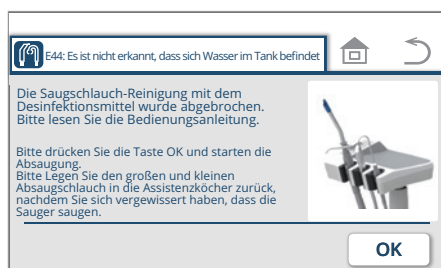 E44: Es ist nicht erkannt, dass sich Wasser im Tank befindet
Die Saugschlauch-Reinigung mit dem
Desinfektionsmittel wurde abgebrochen.
Bitte lesen Sie die Bedienungsanleitung.
Bitte drücken Sie die Taste OK und starten die
Absaugung.
Bitte Legen Sie den großen und kleinen
Absaugschlauch in die Assistenzköcher zurück,
nachdem Sie sich vergewissert haben, dass die
Sauger saugen.
OK